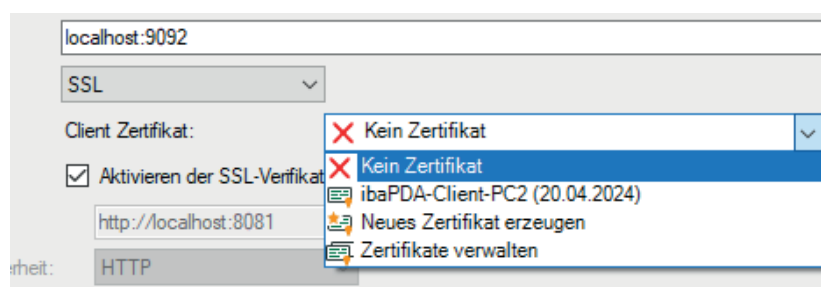 localhost:9092
SSL
Client Zertifikat:
Kein Zertifikat
Kein Zertifikat
Aktivieren der SSL-Verifikat
ibaPDA-Client-PC2 (20.04.2024)
http://localhost:8081
Neues Zertifikat erzeugen
Zertifikate verwalten
erheit:
HTTP